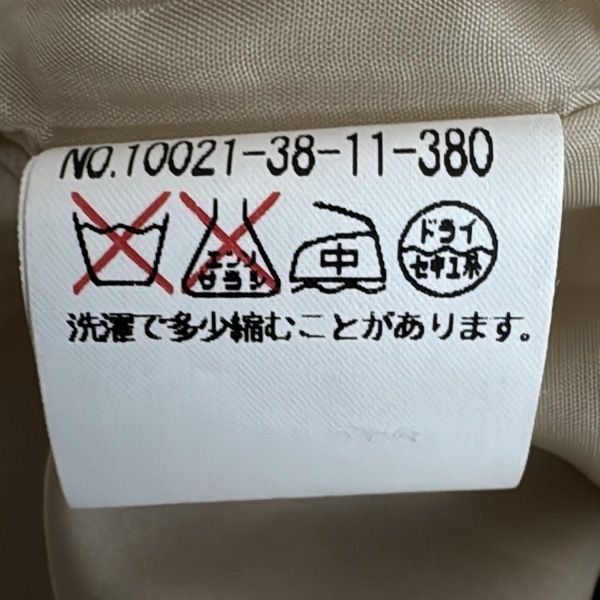 NO.10021-38-11-380
エンソ サラシ
中
ドライ
セキユ系
洗濯で多少縮むことがあります。